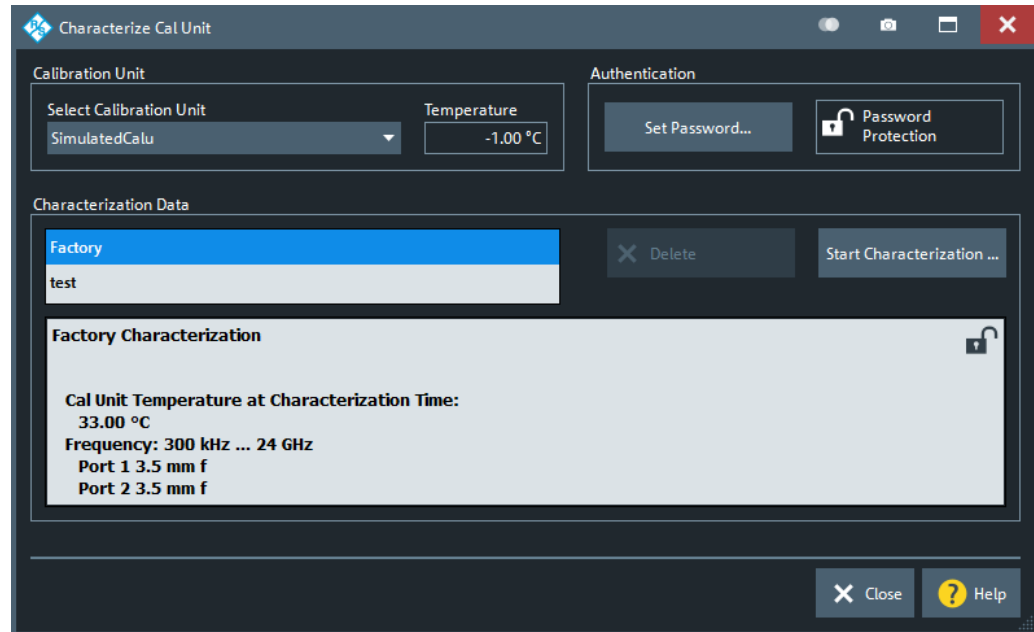 Characterize Cal Unit
Calibration Unit
Select Calibration Unit
SimulatedCalu
Temperature
-1.00 °C
Authentication
Set Password...
Password
Protection
Characterization Data
Factory
test
Delete
Start Characterization ...
Factory Characterization
Cal Unit Temperature at Characterization Time:
33.00 °C
Frequency: 300 kHz ... 24 GHz
Port 1 3.5 mm f
Port 2 3.5 mm f
Close
? Help